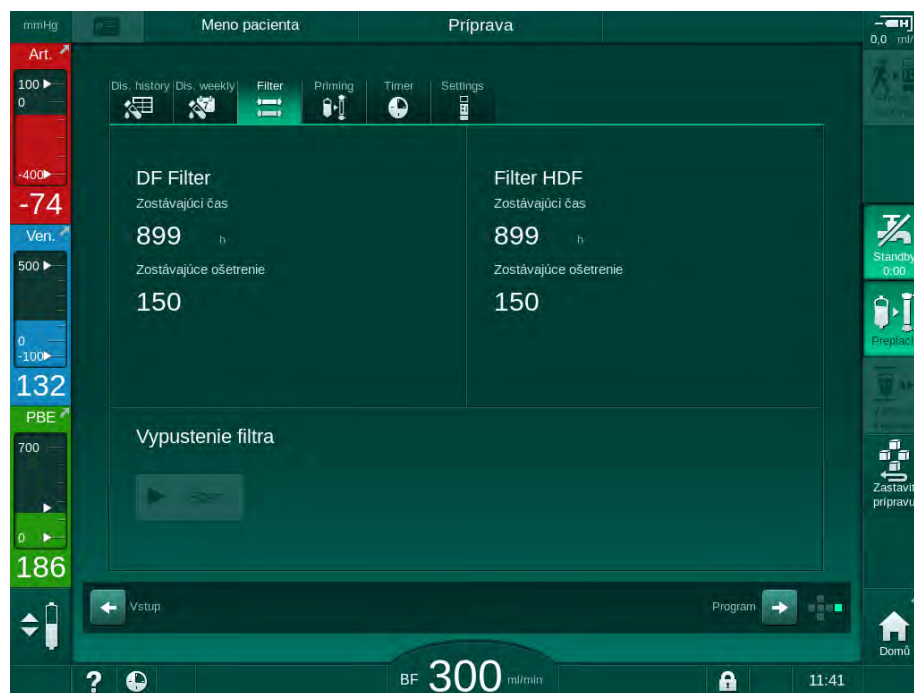 mmHg
Meno pacienta
Príprava
0,0 ml/
Art.
100
0
-400
-74
Ven.
500
0
-100
132
PBE
700
0
186
Dis. history
Dis. weekly
Filter
Priming
Timer
Settings
DF Filter
Zostávajúci čas
899 h
Zostávajúce ošetrenie
150
Filter HDF
Zostávajúci čas
899 h
Zostávajúce ošetrenie
150
Vypustenie filtra
Vstup
Program
Standby
0:00
Preplach
Zastavit
prípravu
Domů
? BF 300 ml/min 11:41